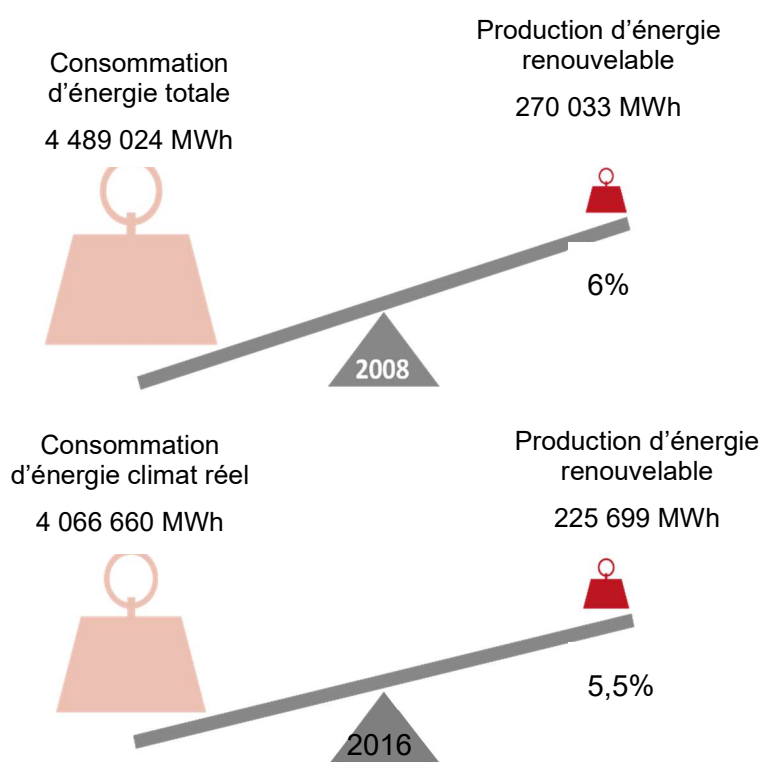 Consommation
d’énergie totale
4 489 024 MWh
Production d’énergie
renouvelable
270 033 MWh
6%
2008
Consommation
d’énergie climat réel
4 066 660 MWh
Production d’énergie
renouvelable
225 699 MWh
5,5%
2016